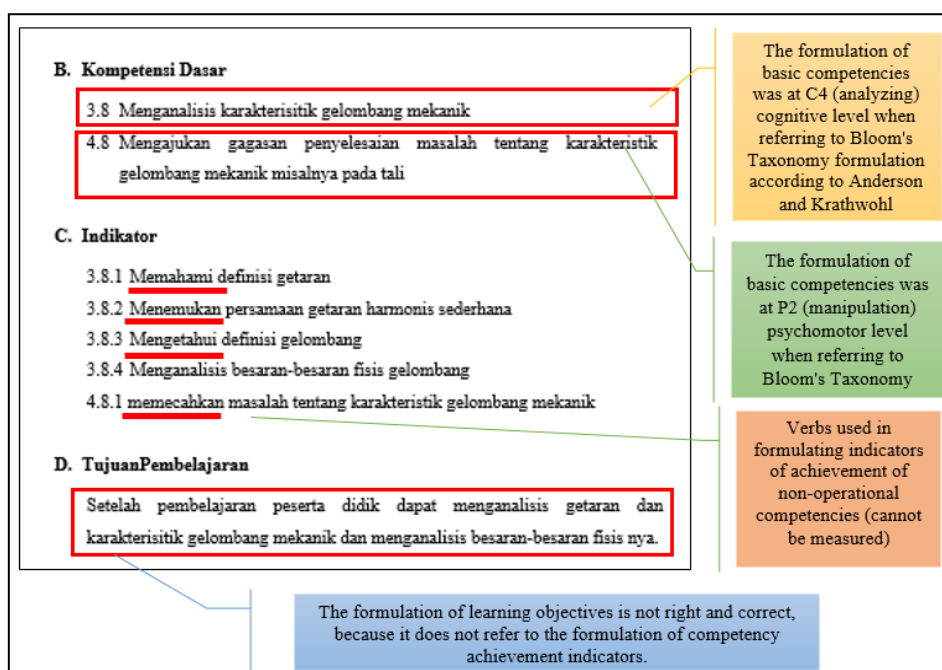 B. Kompetensi Dasar
3.8 Menganalisis karakterisitik gelombang mekanik
4.8 Mengajukan gagasan penyelesaian masalah tentang karakteristik
gelombang mekanik misalnya pada tali
C. Indikator
3.8.1 Memahami definisi getaran
3.8.2 Menemukan persamaan getaran harmonis sederhana
3.8.3 Mengetahui definisi gelombang
3.8.4 Menganalisis besaran-besaran fisis gelombang
4.8.1 memecahkan masalah tentang karakteristik gelombang mekanik
D. TujuanPembelajaran
Setelah pembelajaran peserta didik dapat menganalisis getaran dan
karakterisitik gelombang mekanik dan menganalisis besaran-besaran fisis nya.
The formulation of
basic competencies
was at C4 (analyzing)
cognitive level when
referring to Bloom's
Taxonomy formulation
according to Anderson
and Krathwohl
The formulation of
basic competencies was
at P2 (manipulation)
psychomotor level
when referring to
Bloom's Taxonomy
Verbs used in
formulating indicators
of achievement of
non-operational
competencies (cannot
be measured)
The formulation of learning objectives is not right and correct,
because it does not refer to the formulation of competency
achievement indicators.